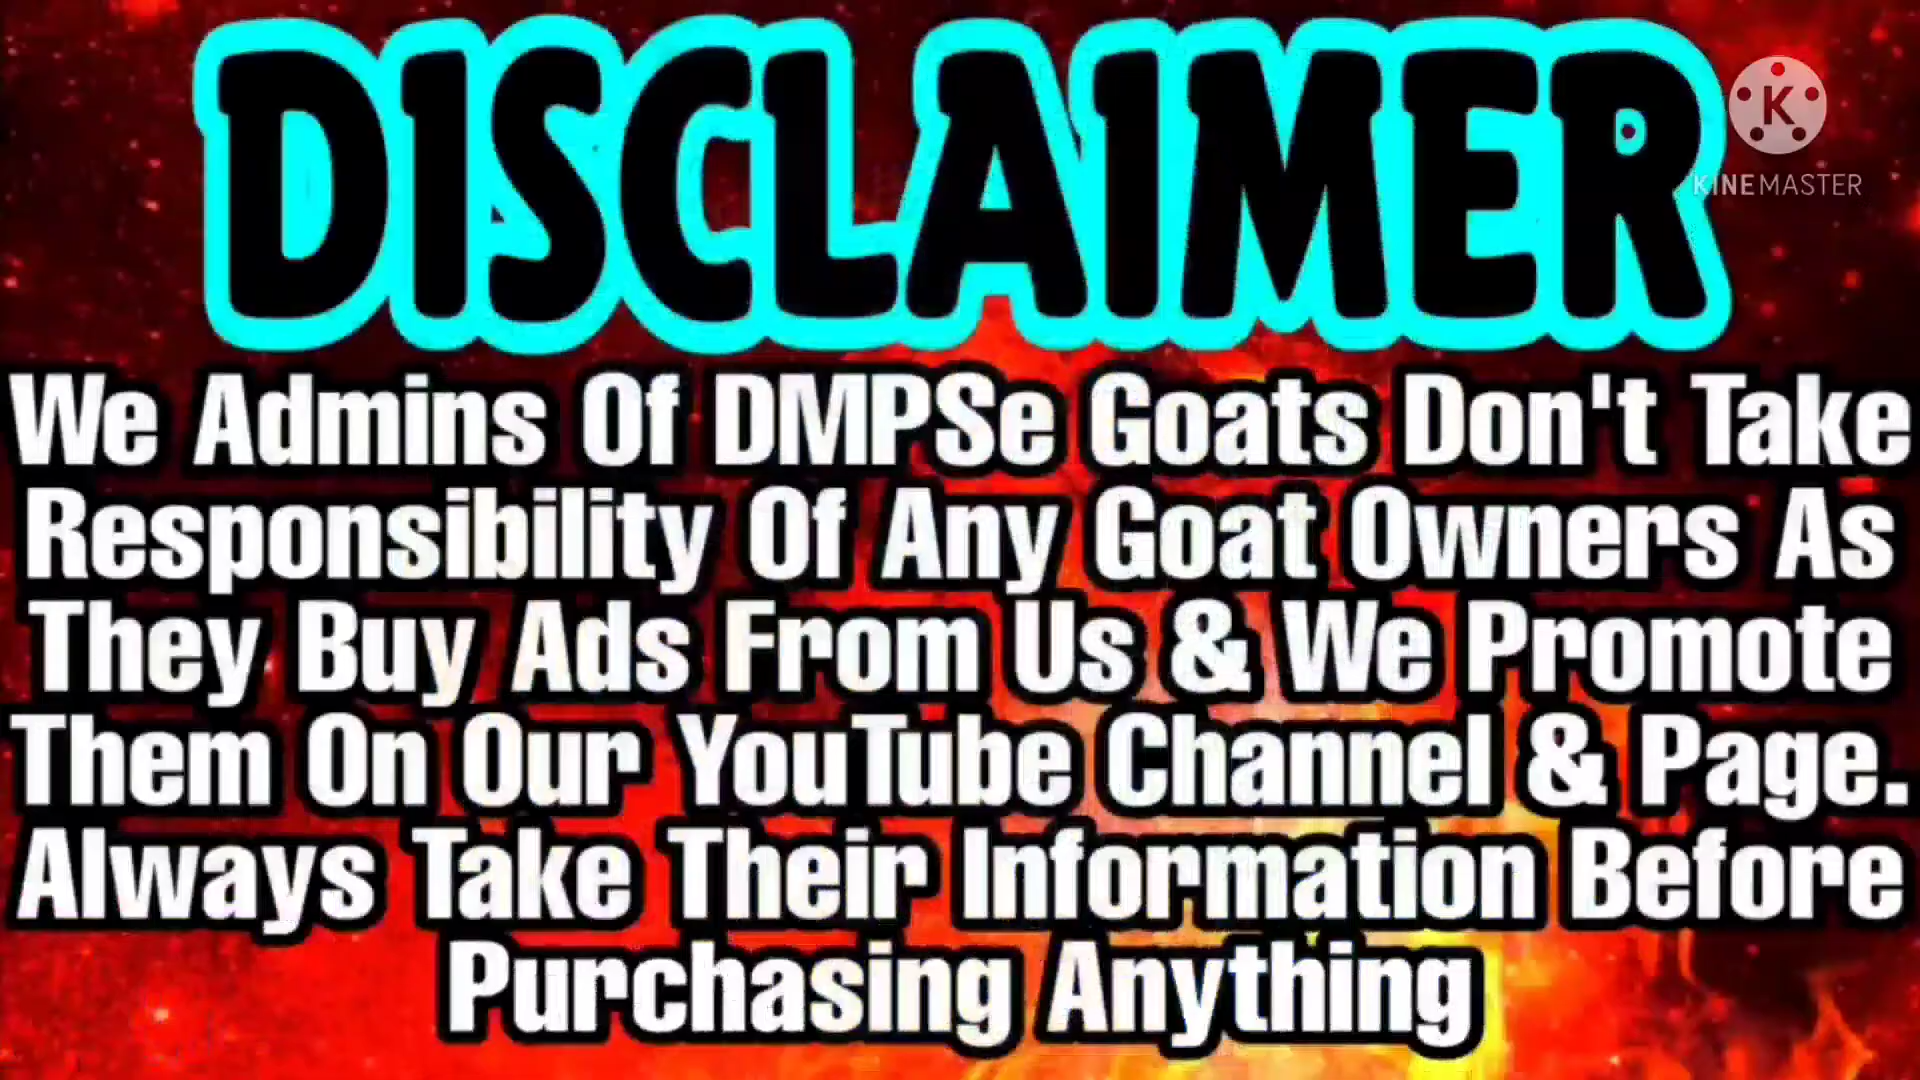 DISCLAIMER
K
KINEMASTER
We Admins Of DMPSe Goats Don't Take
Responsibility Of Any Goat Owners As
They Buy Ads From Us & We Promote
Them On Our YouTube Channel & Page.
Always Take Their Information Before
Purchasing Anything